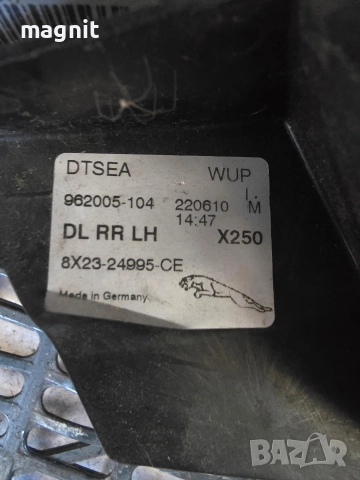 magnit
DTSEA WUP
962005-104 220610 I. M
14:47
DL RR LH X250
8X23-24995-CE
Made in Germany
BAZAR